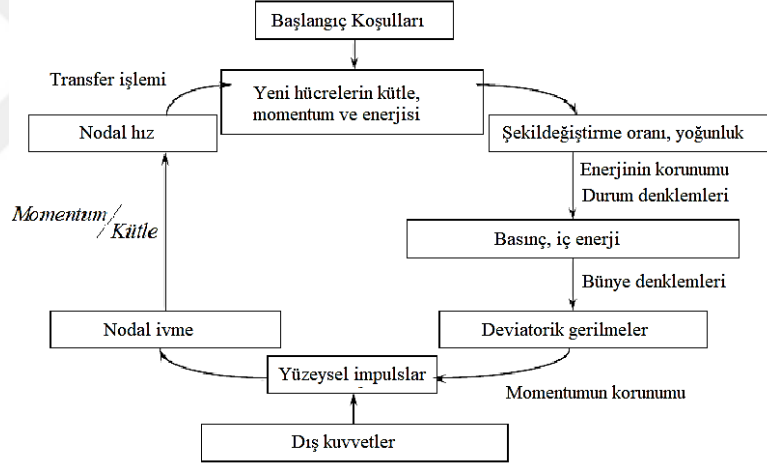 Başlangıç Koşulları
Transfer işlemi
Yeni hücrelerin kütle,
momentum ve enerjisi
Nodal hız
Şekildeğiştirme oranı, yoğunluk
Enerjinin korunumu
Durum denklemleri
Momentum/Kütle
Basınç, iç enerji
Bünye denklemleri
Nodal ivme
Deviatorik gerilmeler
Yüzeysel impulslar
Momentumun korunumu
Dış kuvvetler